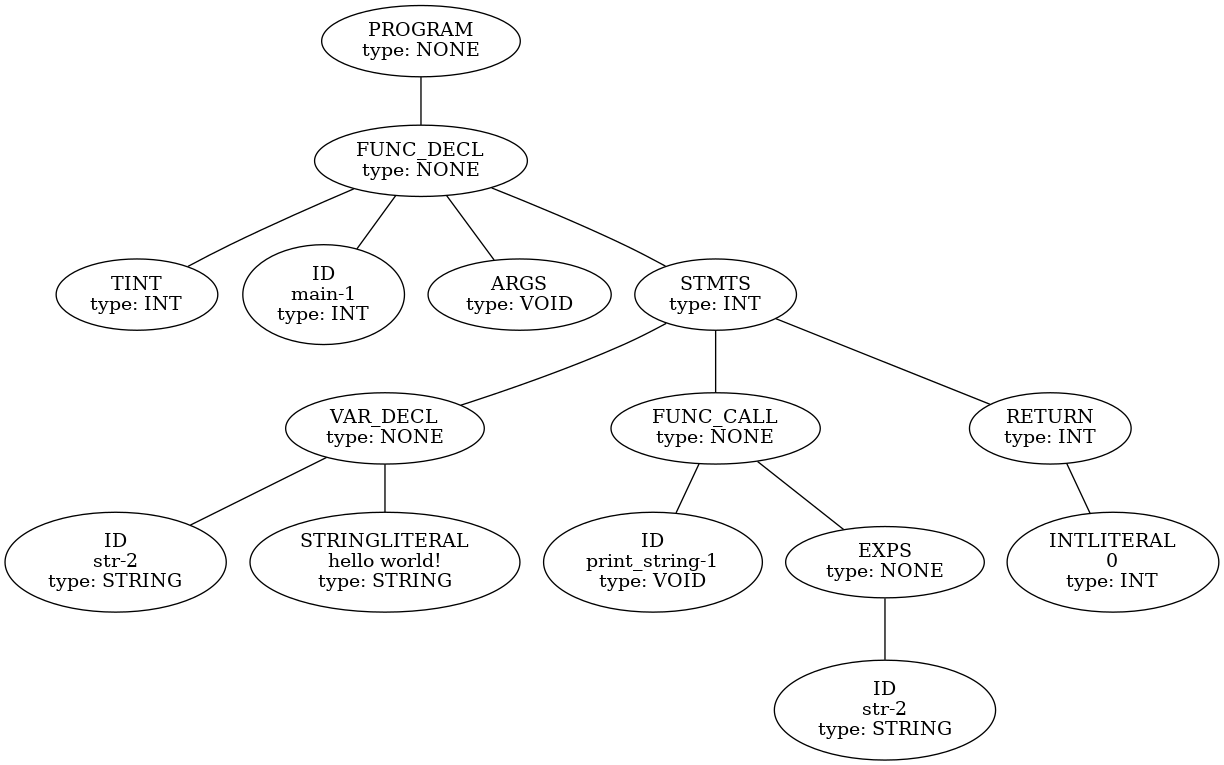 PROGRAM
type: NONE
FUNC_DECL
type: NONE
TINT
type: INT
ID
main-1
type: INT
ARGS
type: VOID
STMTS
type: INT
VAR_DECL
type: NONE
FUNC_CALL
type: NONE
RETURN
type: INT
ID
str-2
type: STRING
STRINGLITERAL
hello world!
type: STRING
ID
print_string-1
type: VOID
EXPS
type: NONE
INTLITERAL
0
type: INT
ID
str-2
type: STRING